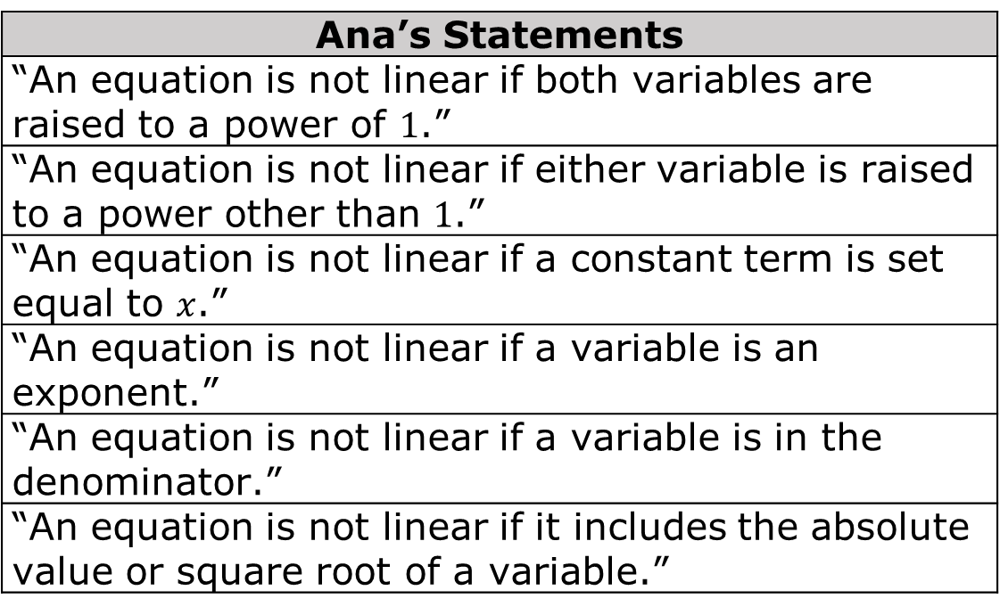 Ana’s Statements
“An equation is not linear if both variables are
raised to a power of 1.”
“An equation is not linear if either variable is raised
to a power other than 1.”
“An equation is not linear if a constant term is set
equal to x.”
“An equation is not linear if a variable is an
exponent.”
“An equation is not linear if a variable is in the
denominator.”
“An equation is not linear if it includes the absolute
value or square root of a variable.”